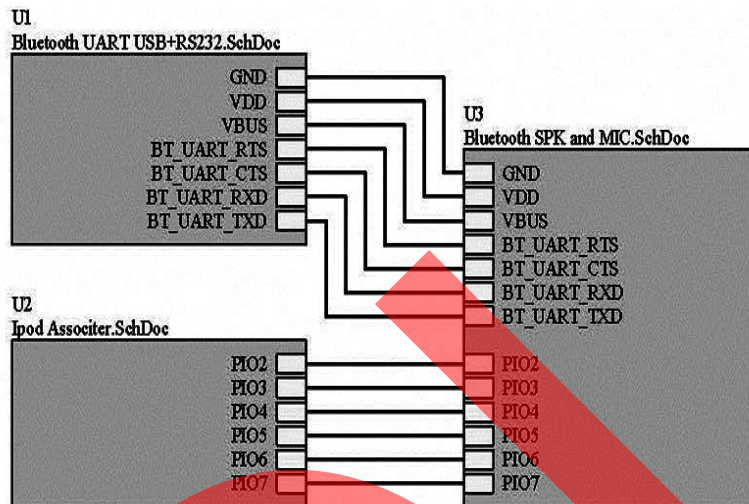 U1
Bluetooth UART USB+RS232.SchDoc
GND
VDD
VBUS
BT_UART_RTS
BT_UART_CTS
BT_UART_RXD
BT_UART_TXD
U3
Bluetooth SPK and MIC.SchDoc
GND
VDD
VBUS
BT_UART_RTS
BT_UART_CTS
BT_UART_RXD
BT_UART_TXD
PIO2
PIO3
PIO4
PIO5
PIO6
PIO7
U2
Ipod Associter.SchDoc
PIO2
PIO3
PIO4
PIO5
PIO6
PIO7